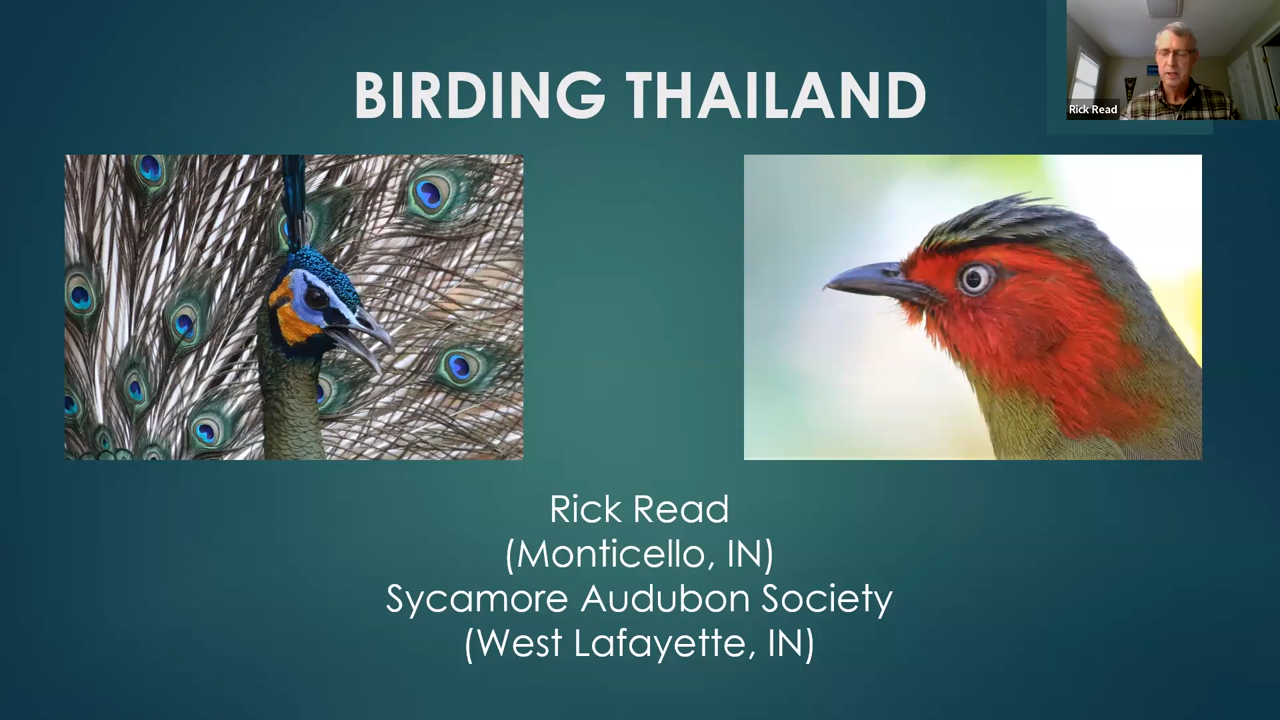 BIRDING THAILAND
Rick Read
Rick Read
(Monticello, IN)
Sycamore Audubon Society
(West Lafayette, IN)